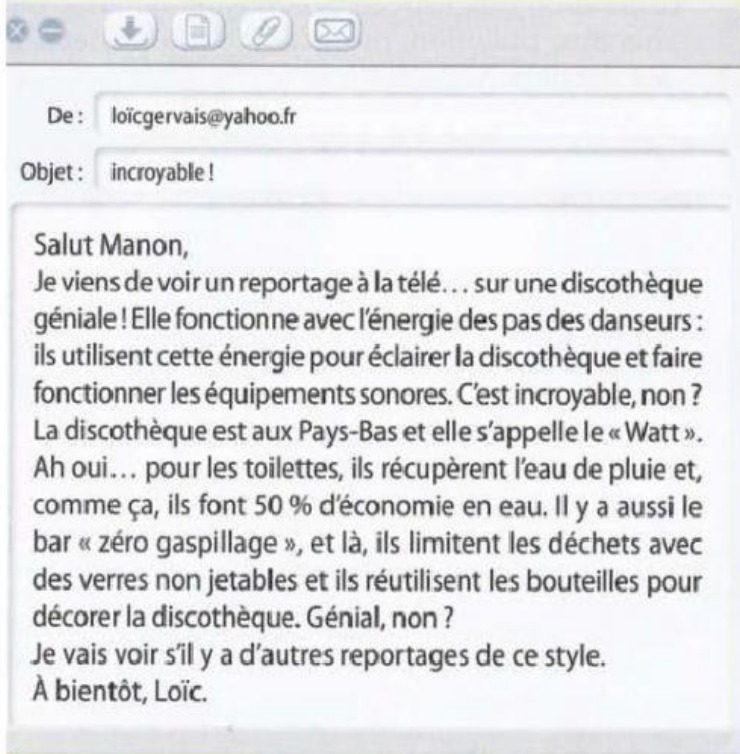 De : loïcgervais@yahoo.fr
Objet : incroyable !
Salut Manon,
Je viens de voir un reportage à la télé... sur une discothèque
géniale ! Elle fonctionne avec l'énergie des pas des danseurs :
ils utilisent cette énergie pour éclairer la discothèque et faire
fonctionner les équipements sonores. C'est incroyable, non ?
La discothèque est aux Pays-Bas et elle s'appelle le « Watt ».
Ah oui... pour les toilettes, ils récupèrent l'eau de pluie et,
comme ça, ils font 50 % d'économie en eau. Il y a aussi le
bar « zéro gaspillage », et là, ils limitent les déchets avec
des verres non jetables et ils réutilisent les bouteilles pour
décorer la discothèque. Génial, non ?
Je vais voir s'il y a d'autres reportages de ce style.
À bientôt, Loïc.